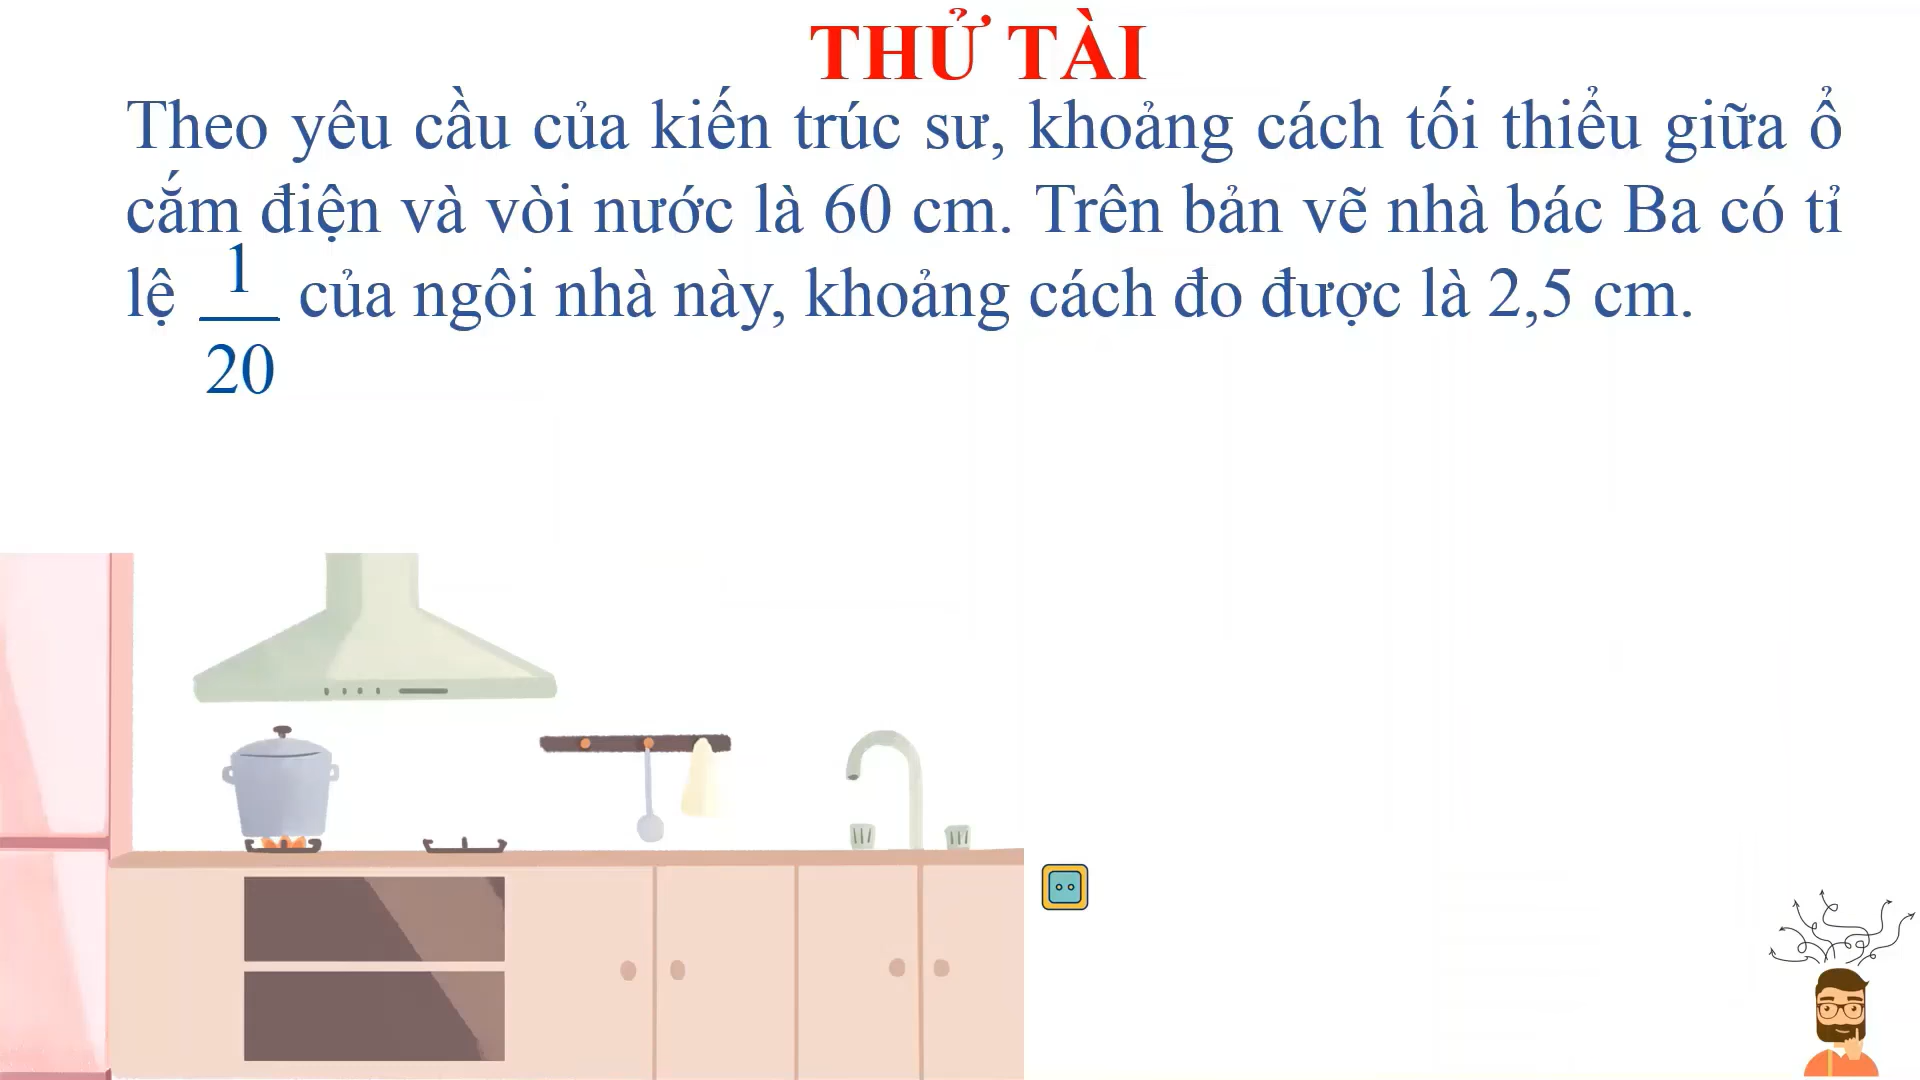 THỬ TÀI
Theo yêu cầu của kiến trúc sư, khoảng cách tối thiểu giữa ổ
cắm điện và vòi nước là 60 cm. Trên bản vẽ nhà bác Ba có tỉ
lệ 1/20 của ngôi nhà này, khoảng cách đo được là 2,5 cm.